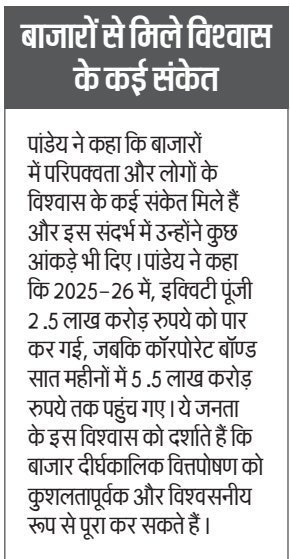 बाजारों से मिले विश्वास
के कई संकेत
पांडेय ने कहा कि बाजारों
में परिपक्वता और लोगों के
विश्वास के कई संकेत मिले हैं
और इस संदर्भ में उन्होंने कुछ
आंकड़े भी दिए । पांडेय ने कहा
कि 2025-26 में, इक्विटी पूंजी
2 .5 लाख करोड़ रुपये को पार
कर गई, जबकि कॉरपोरेट बॉण्ड
सात महीनों में 5 .5 लाख करोड़
रुपये तक पहुंच गए । ये जनता
के इस विश्वास को दर्शाते हैं कि
बाजार दीर्घकालिक वित्तपोषण को
कुशलतापूर्वक और विश्वसनीय
रूप से पूरा कर सकते हैं ।